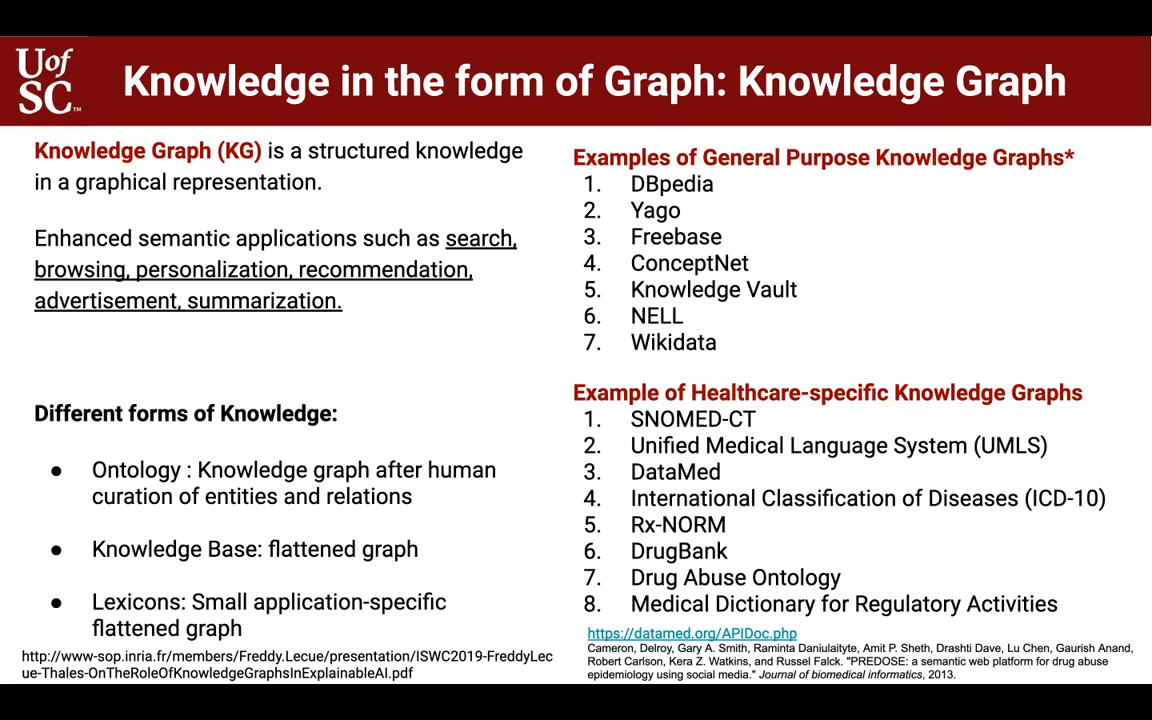 Uof
SC™
Knowledge in the form of Graph: Knowledge Graph
Knowledge Graph (KG) is a structured knowledge
in a graphical representation.
Enhanced semantic applications such as search,
browsing, personalization, recommendation,
advertisement, summarization.
Different forms of Knowledge:
● Ontology : Knowledge graph after human
curation of entities and relations
● Knowledge Base: flattened graph
● Lexicons: Small application-specific
flattened graph
http://www-sop.inria.fr/members/Freddy.Lecue/presentation/ISWC2019-FreddyLec
ue-Thales-OnTheRoleOfKnowledgeGraphsInExplainableAI.pdf
Examples of General Purpose Knowledge Graphs*
1. DBpedia
2. Yago
3. Freebase
4. ConceptNet
5. Knowledge Vault
6. NELL
7. Wikidata
Example of Healthcare-specific Knowledge Graphs
1. SNOMED-CT
2. Unified Medical Language System (UMLS)
3. DataMed
4. International Classification of Diseases (ICD-10)
5. Rx-NORM
6. DrugBank
7. Drug Abuse Ontology
8. Medical Dictionary for Regulatory Activities
https://datamed.org/APIDoc.php
Cameron, Delroy, Gary A. Smith, Raminta Daniulaityte, Amit P. Sheth, Drashti Dave, Lu Chen, Gaurish Anand,
Robert Carlson, Kera Z. Watkins, and Russel Falck. "PREDOSE: a semantic web platform for drug abuse
epidemiology using social media." Journal of biomedical informatics, 2013.